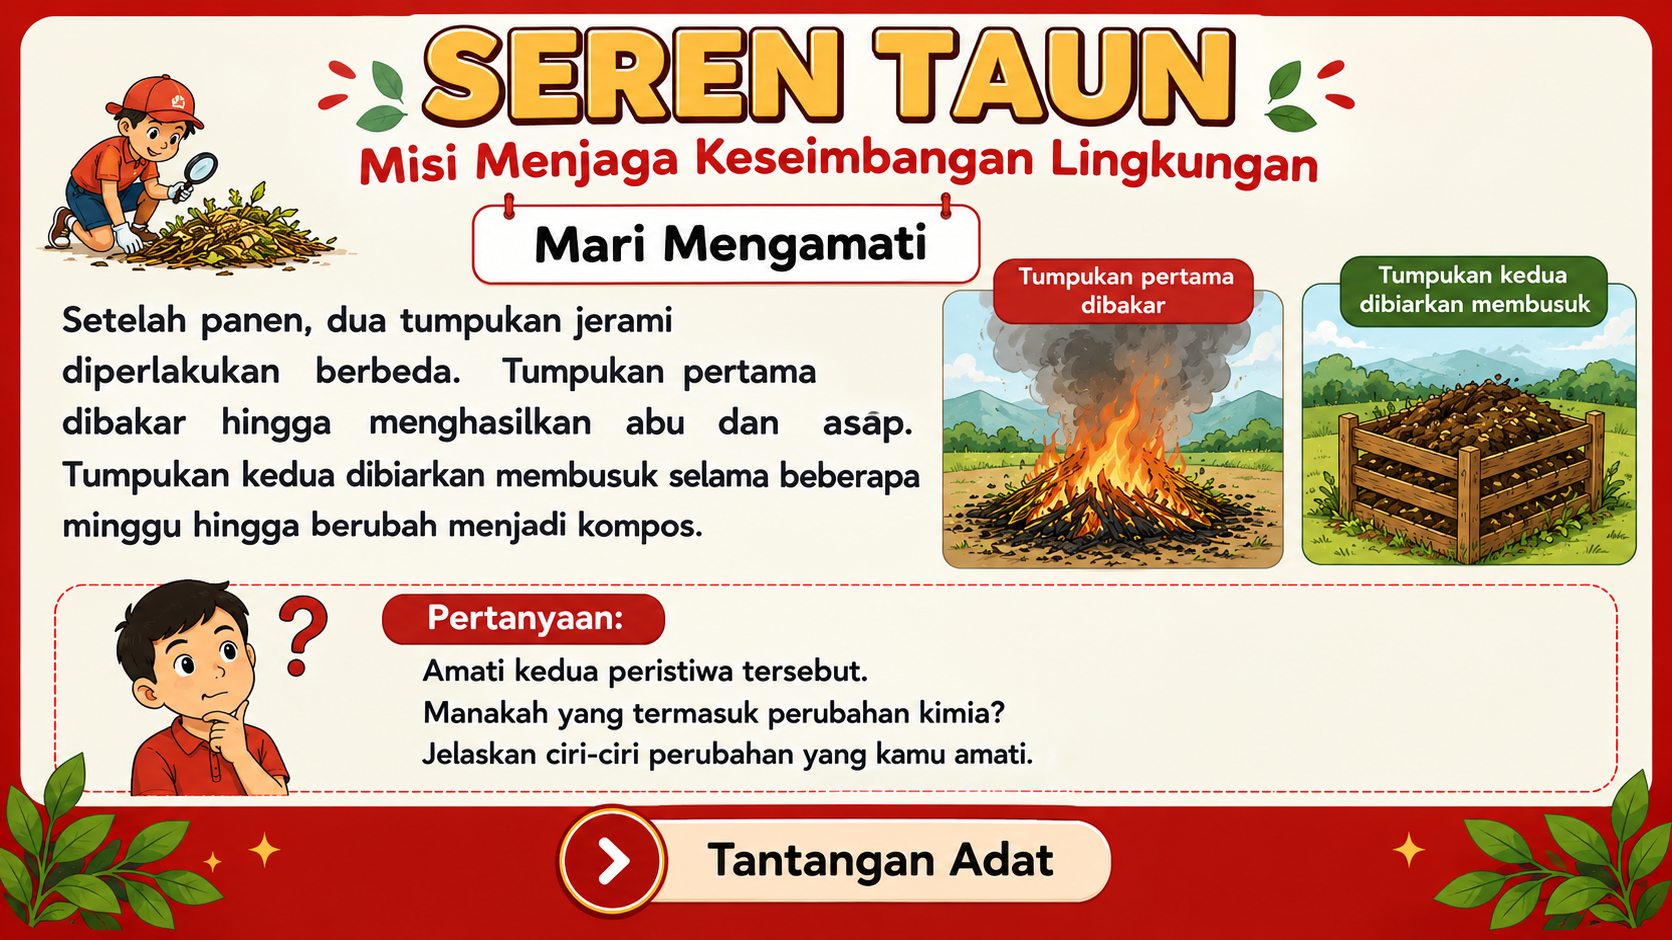 SEREN TAUN
Misi Menjaga Keseimbangan Lingkungan
Mari Mengamati
Setelah panen, dua tumpukan jerami
diperlakukan berbeda. Tumpukan pertama
dibakar hingga menghasilkan abu dan asap.
Tumpukan kedua dibiarkan membusuk selama beberapa
minggu hingga berubah menjadi kompos.
Tumpukan pertama
dibakar
Tumpukan kedua
dibiarkan membusuk
?
Pertanyaan:
Amati kedua peristiwa tersebut.
Manakah yang termasuk perubahan kimia?
Jelaskan ciri-ciri perubahan yang kamu amati.
Tantangan Adat